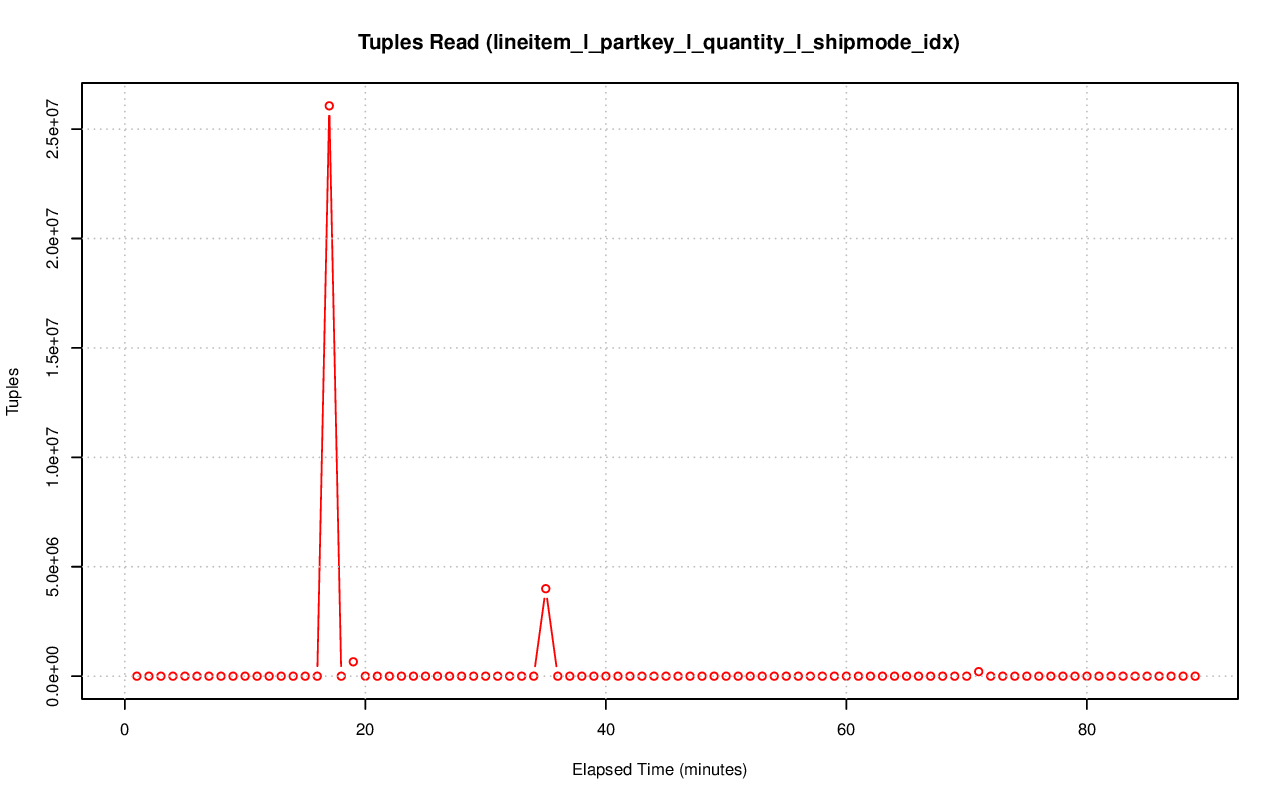 Tuples Read (lineitem_l_partkey_l_quantity_l_shipmode_idx)
2.5e+07
2.0e+07
1.5e+07
1.0e+07
5.0e+06
0.0e+00
Tuples
0 20 40 60 80
Elapsed Time (minutes)